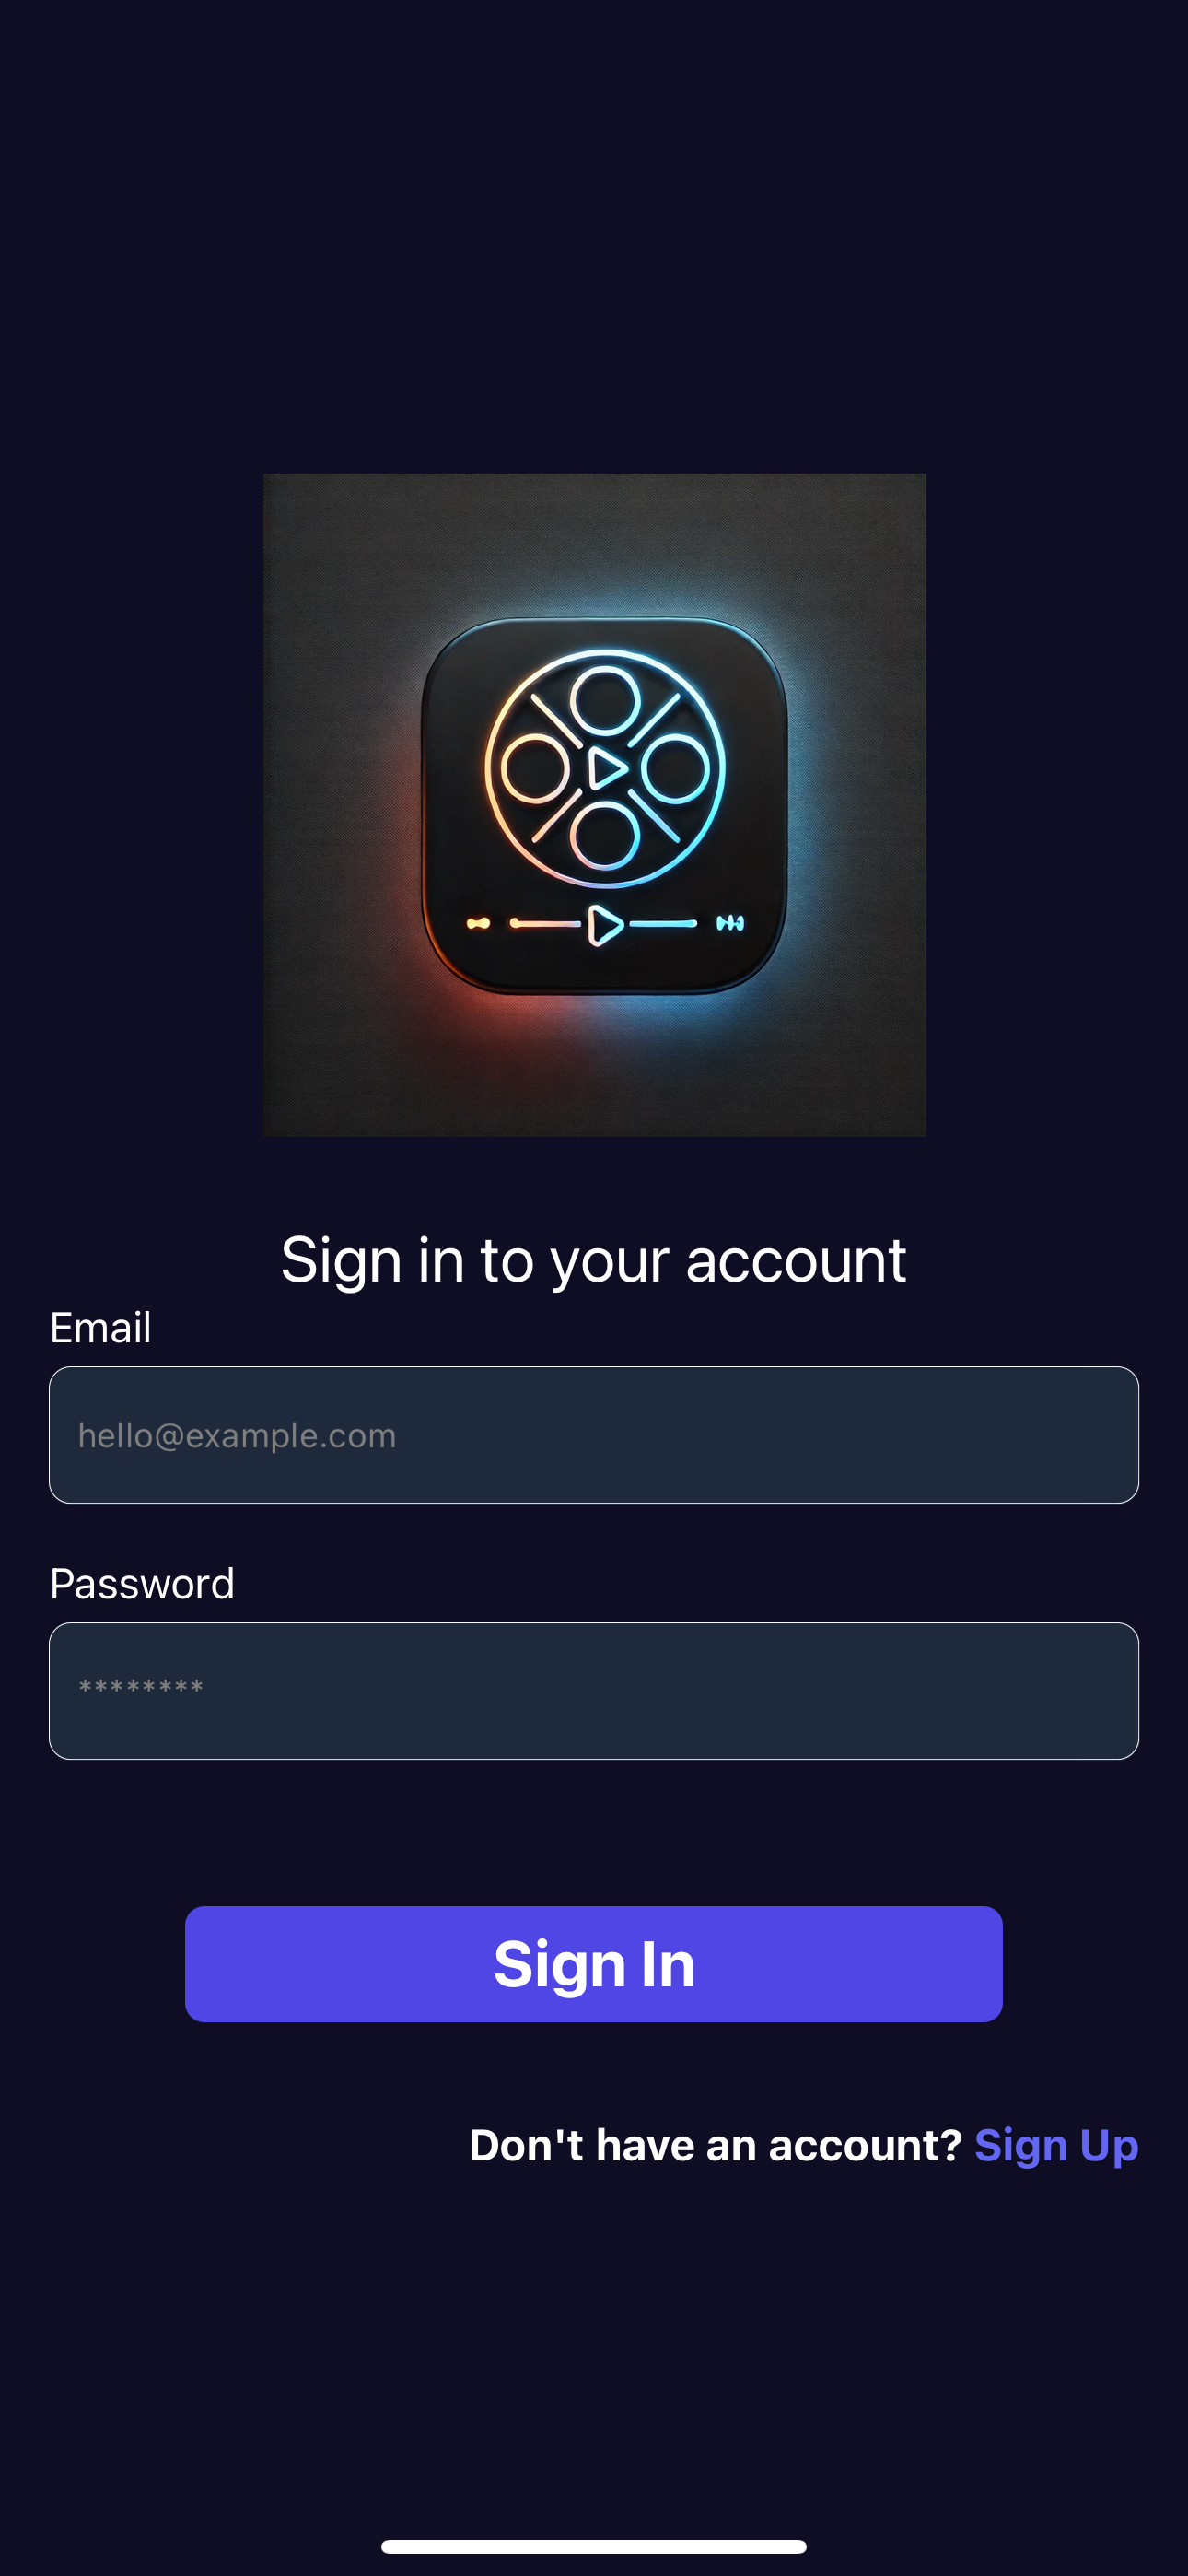 Sign in to your account
Email
hello@example.com
Password
********
Sign In
Don't have an account? Sign Up